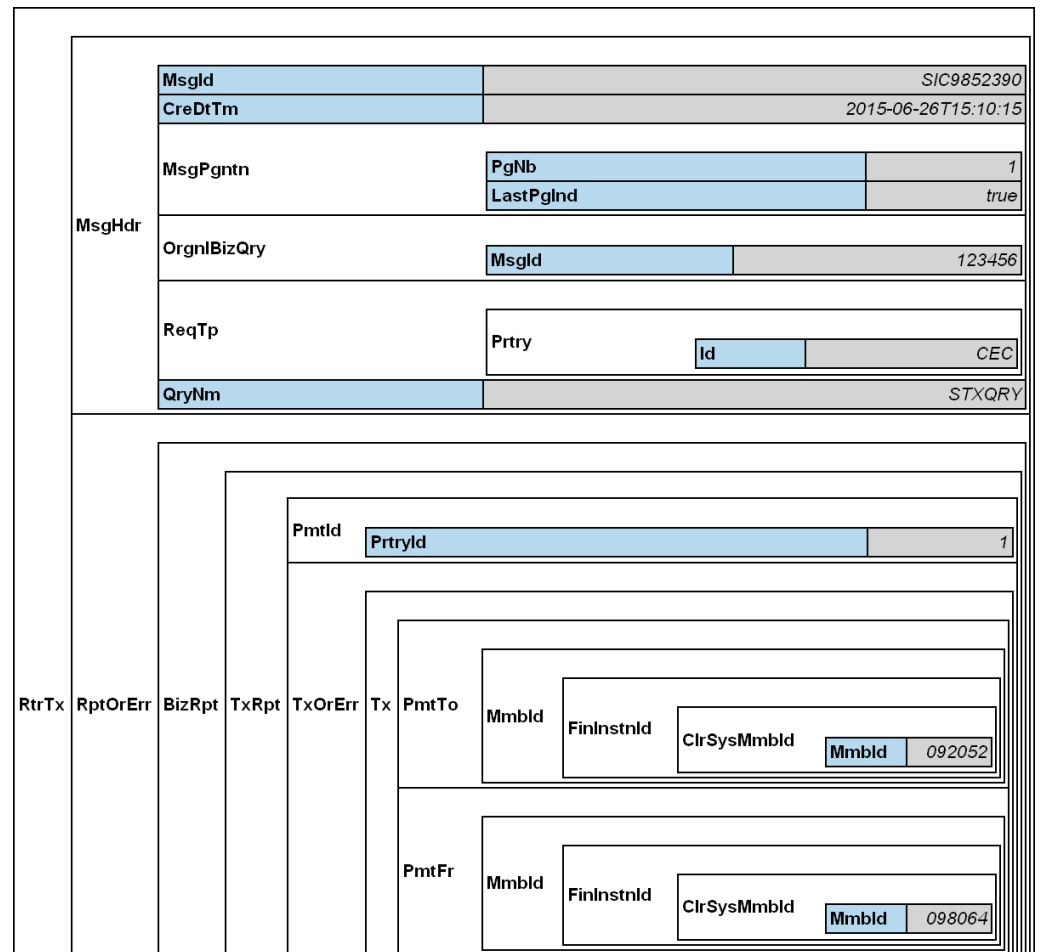 MsgId SIC9852390
CreDtTm 2015-06-26T15:10:15
MsgPgntn
PgNb 1
LastPgInd true
MsgHdr
OrgnlBizQry
MsgId 123456
ReqTp
Prtry
Id CEC
QryNm STXQRY
PmtId
PrtryId 1
RtrTx RptOrErr BizRpt TxRpt TxOrErr Tx PmtTo
MmbId
FinInstnId
ClrSysMmbId
MmbId 092052
PmtFr
MmbId
FinInstnId
ClrSysMmbId
MmbId 098064